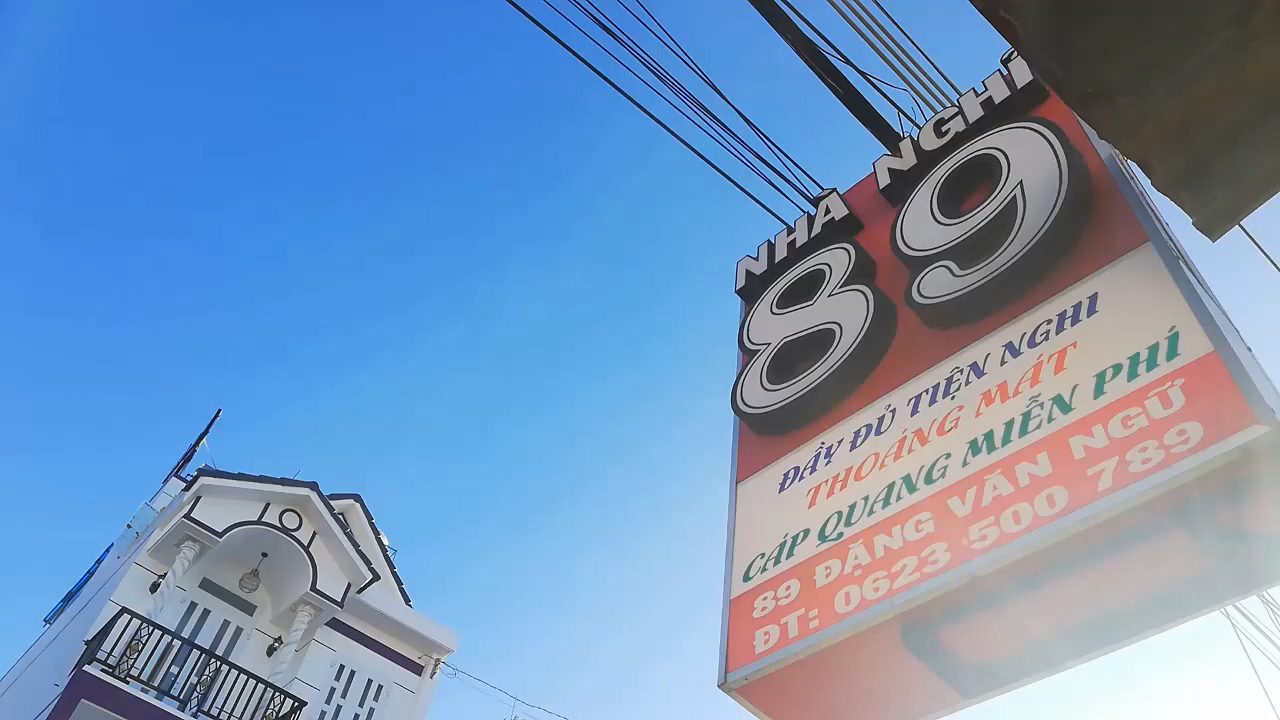 NHÀ NGHỈ
89
ĐẦY ĐỦ TIỆN NGHI
THOÁNG MÁT
CÁP QUANG MIỄN PHÍ
89 ĐẶNG VĂN NGỮ
ĐT: 0623 500 789